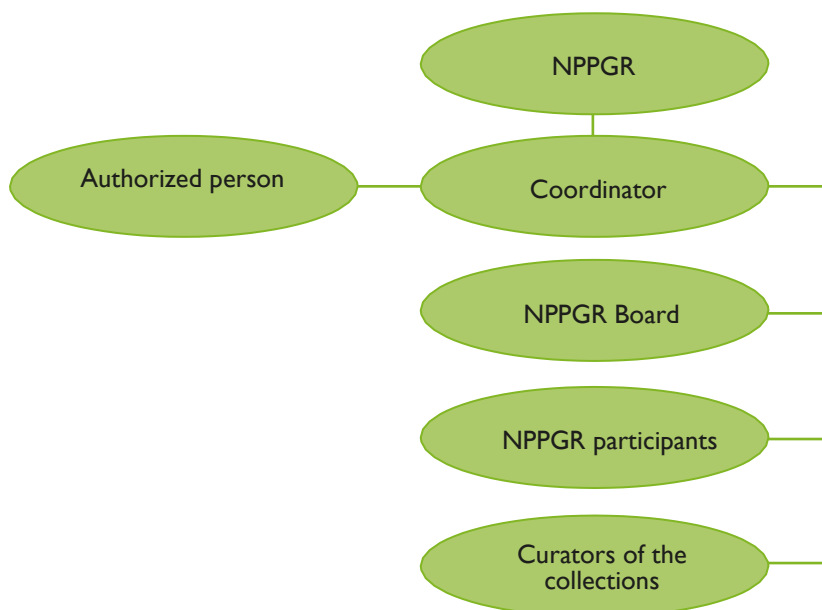 NPPGR
Authorized person
Coordinator
NPPGR Board
NPPGR participants
Curators of the
collections